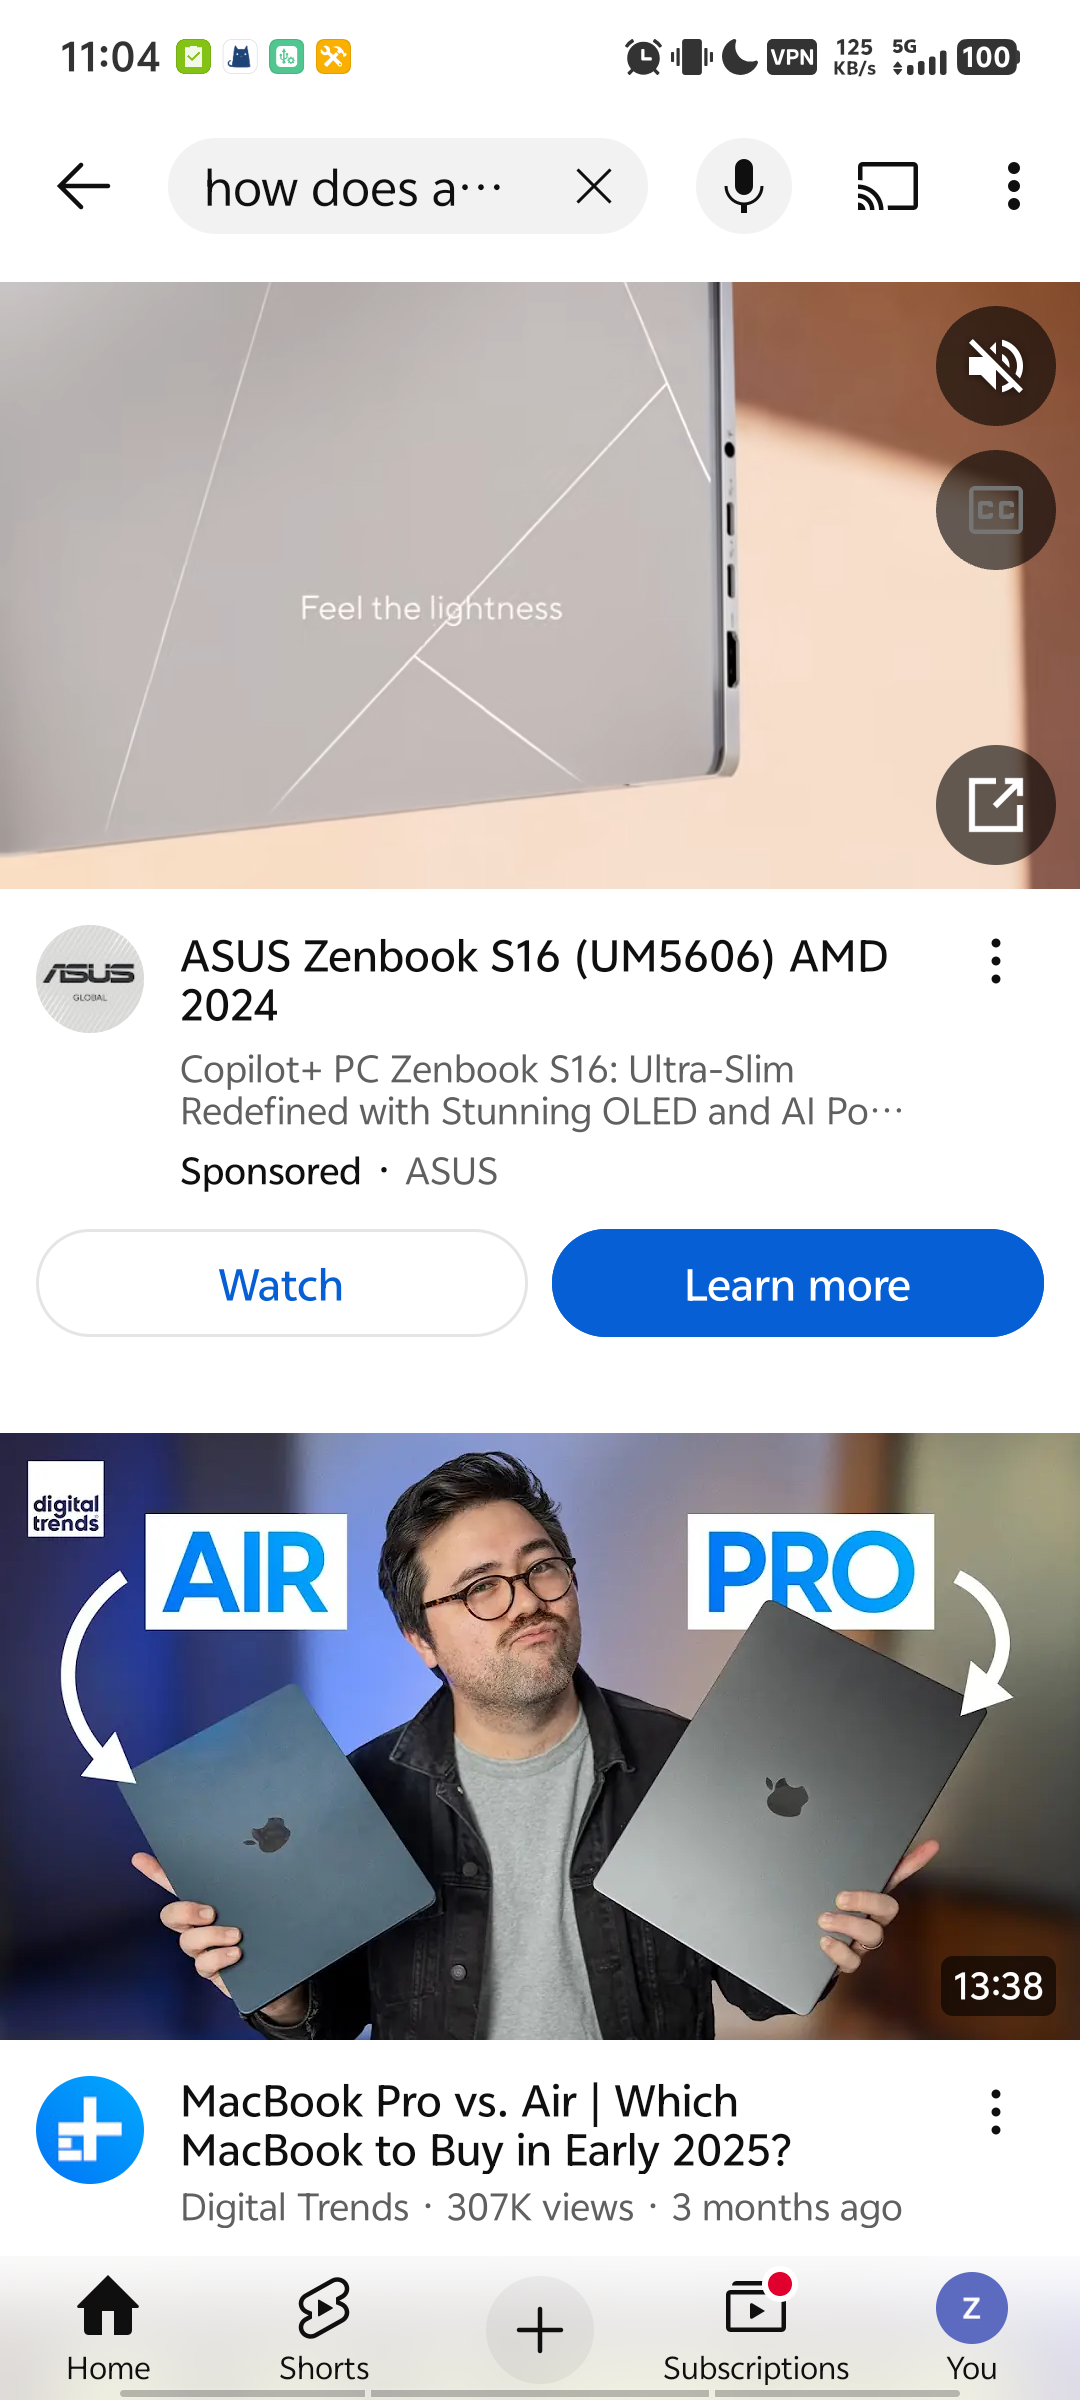 11:04
VPN
125
KB/s
5G
100
how does a...
CC
Feel the lightness
ASUS
GLOBAL
ASUS Zenbook S16 (UM5606) AMD
2024
Copilot+ PC Zenbook S16: Ultra-Slim
Redefined with Stunning OLED and AI Po...
Sponsored · ASUS
Watch
Learn more
digital
trends
AIR
PRO
13:38
MacBook Pro vs. Air | Which
MacBook to Buy in Early 2025?
Digital Trends · 307K views · 3 months ago
Home
Shorts
Subscriptions
Z
You